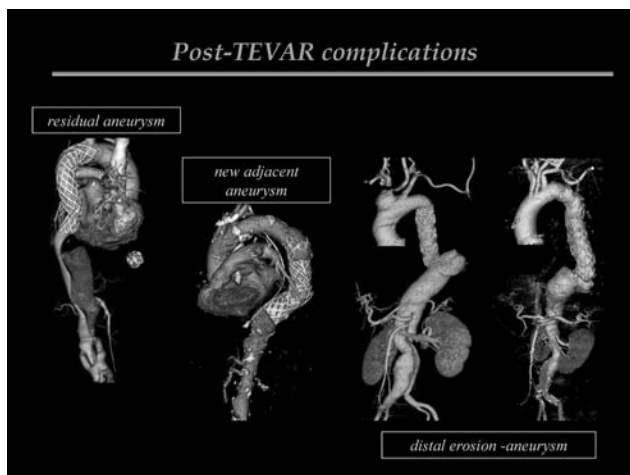 Post-TEVAR complications
residual aneurysm
new adjacent
aneurysm
distal erosion -aneurysm